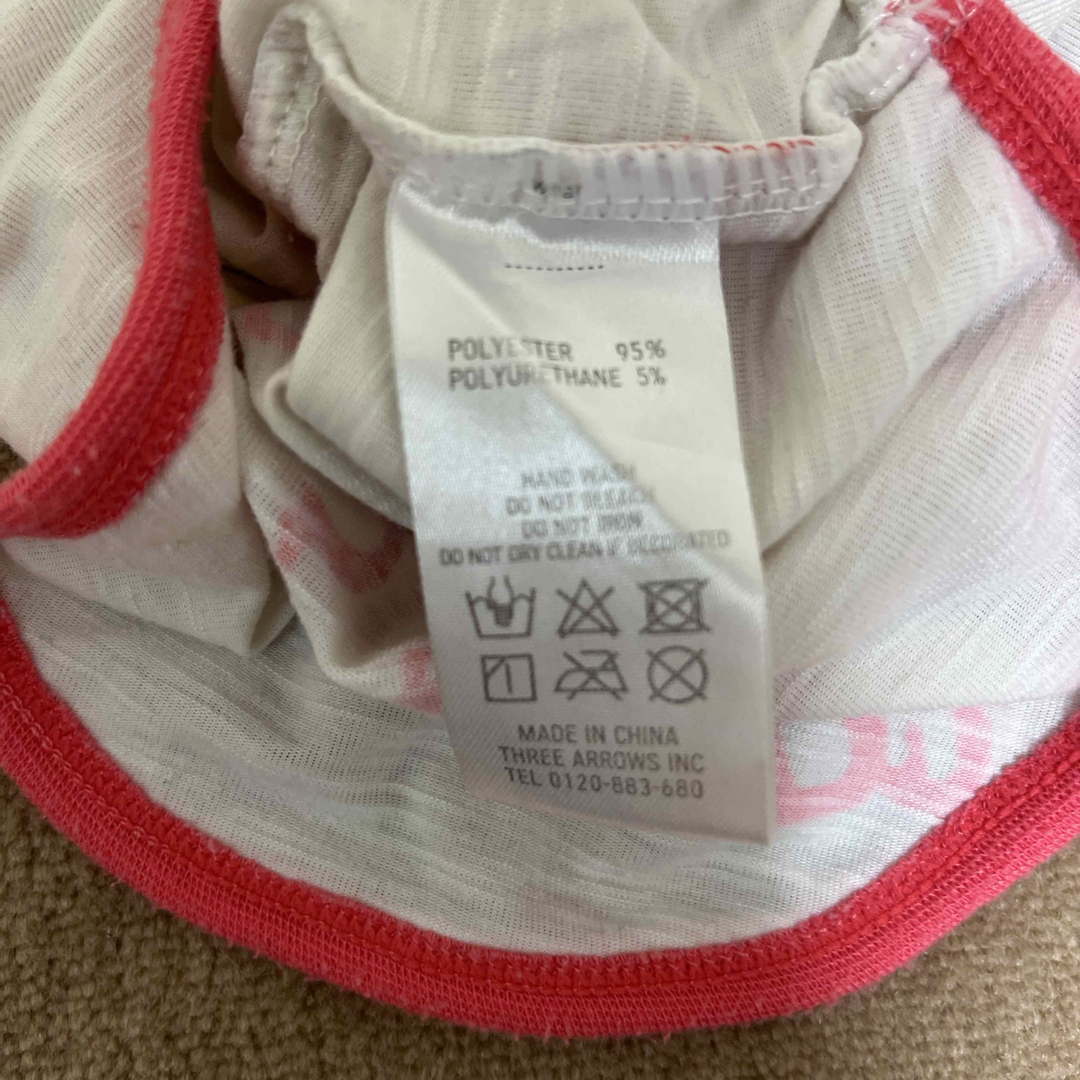 POLYESTER 95%
POLYURETHANE 5%
HAND WASH
DO NOT BLEACH
DO NOT IRON
DO NOT DRY CLEAN IF DECORATED
MADE IN CHINA
THREE ARROWS INC
TEL 0120-883-680